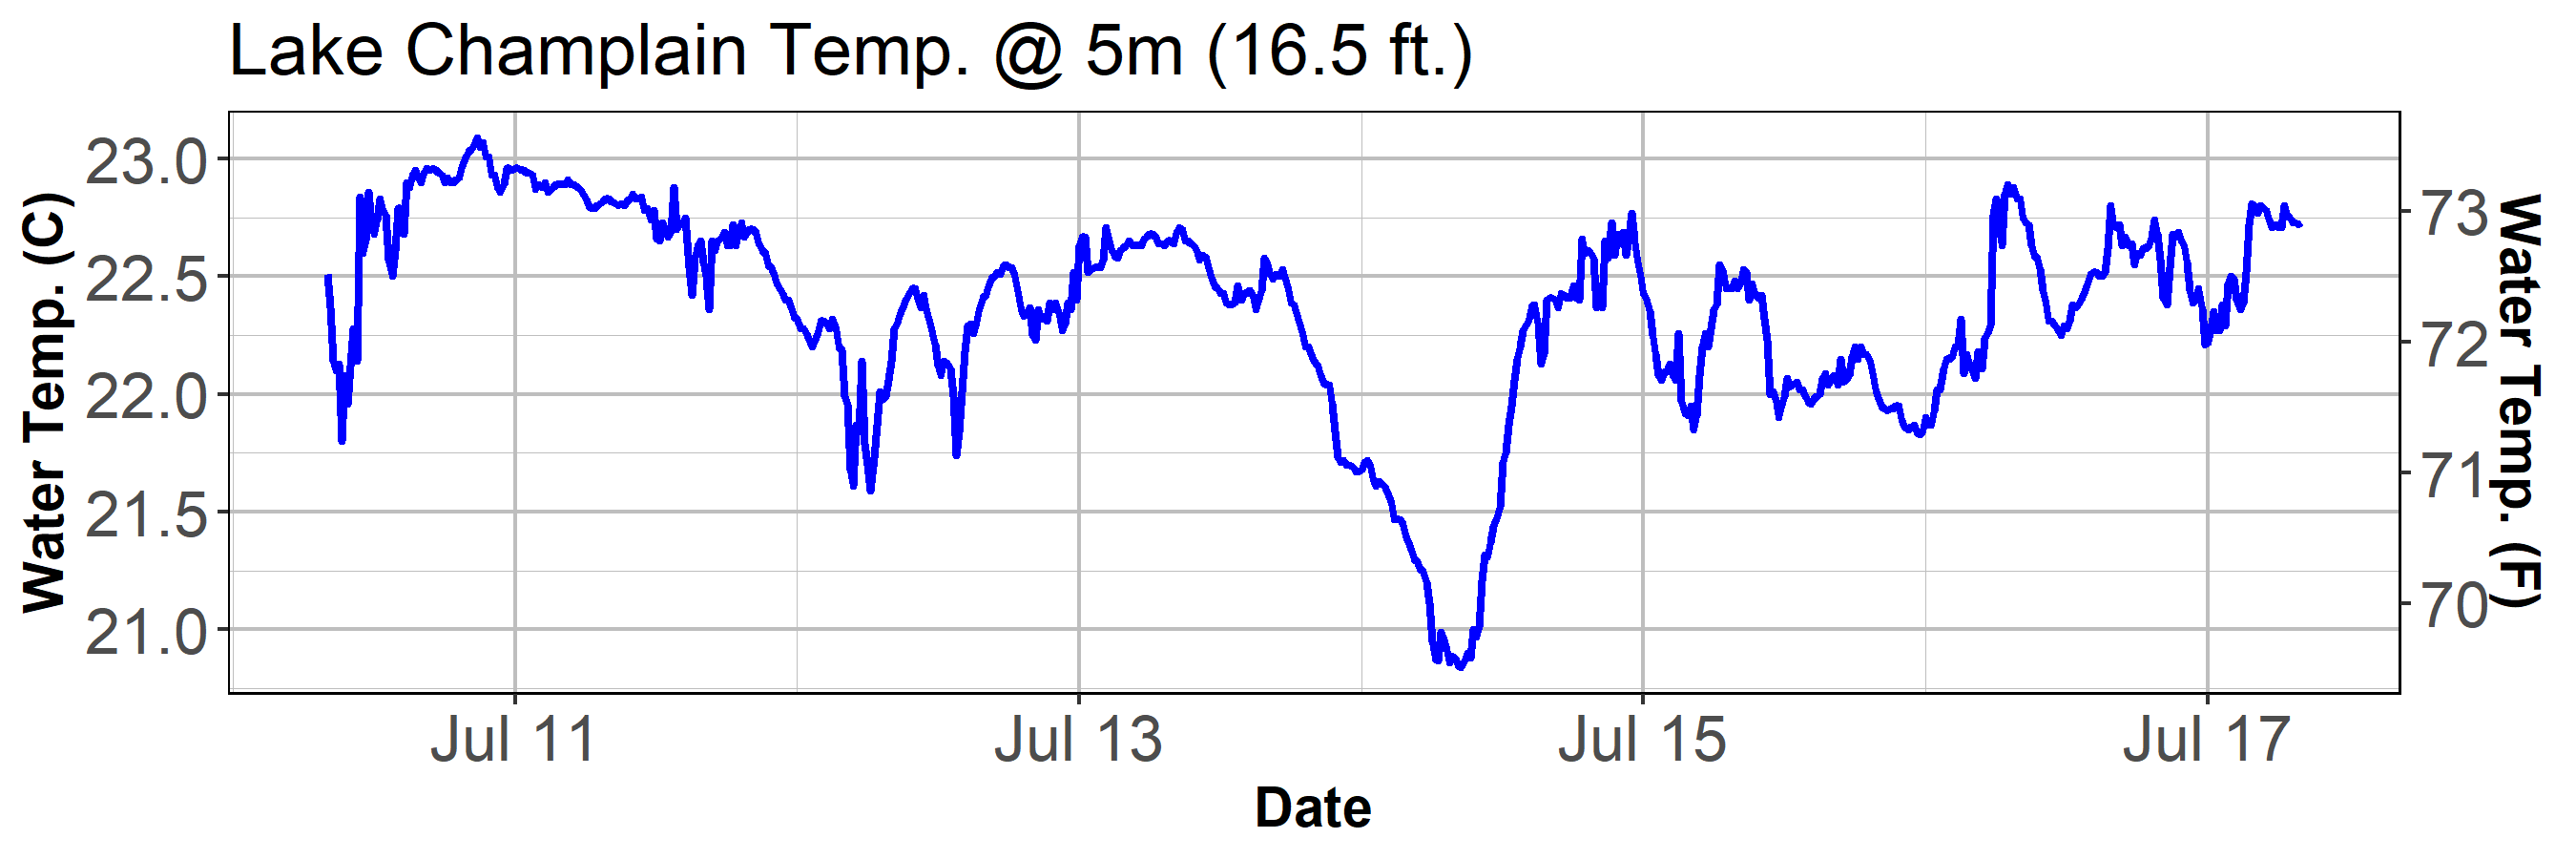 Lake Champlain Temp. @ 5m (16.5 ft.)
Water Temp. (C)
23.0
22.5
22.0
21.5
21.0
73
72
71
70
Water Temp. (F)
Jul 11 Jul 13 Jul 15 Jul 17
Date